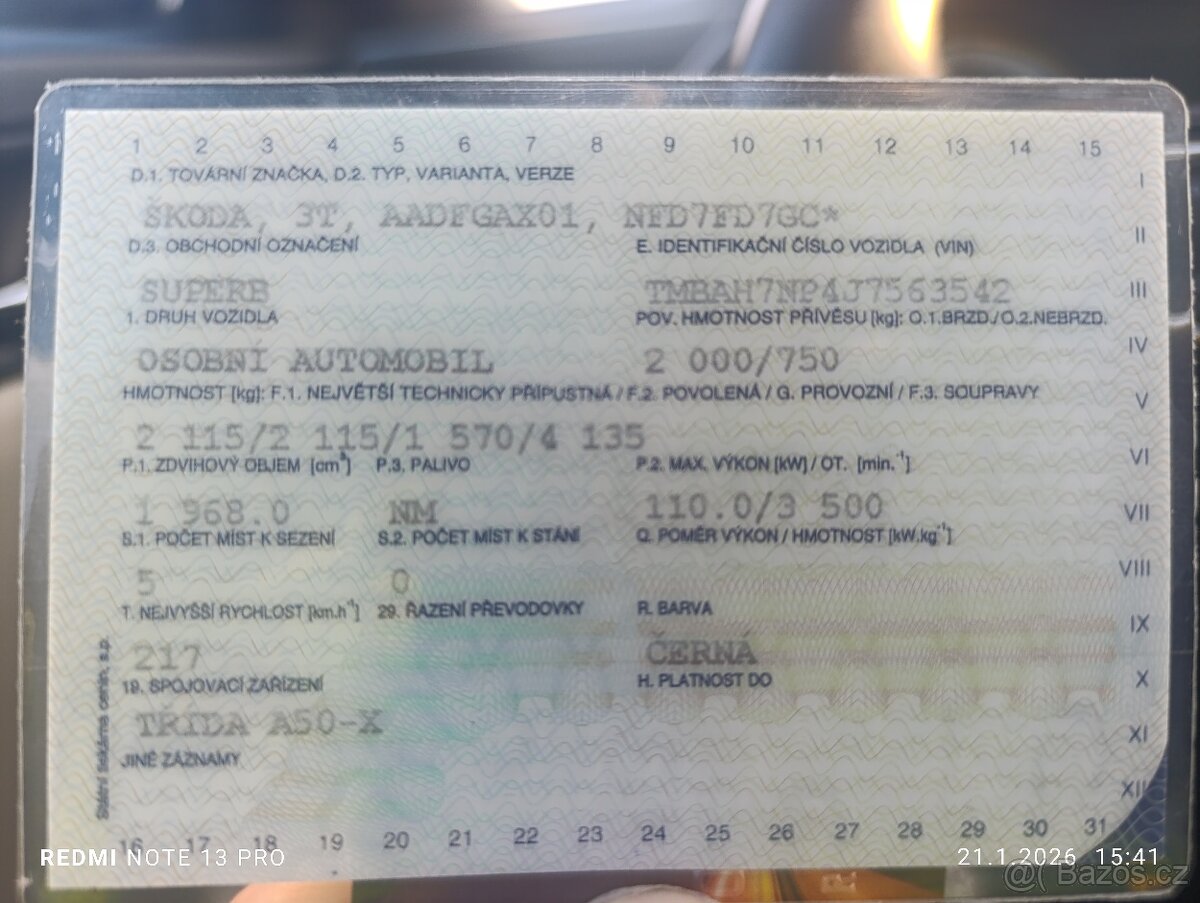 1 2 3 4 5 6 7 8 9 10 11 12 13 14 15
D.1. TOVÁRNÍ ZNAČKA, D.2. TYP, VARIANTA, VERZE
I
ŠKODA, 3T, AADFGAX01, NFD7FD7GC*
II
D.3. OBCHODNÍ OZNAČENÍ E. IDENTIFIKAČNÍ ČÍSLO VOZIDLA (VIN)
SUPERB TMBAH7NP4J7563542
III
1. DRUH VOZIDLA POV. HMOTNOST PŘÍVĚSU [kg]: O.1.BRZD./O.2.NEBRZD.
IV
OSOBNÍ AUTOMOBIL 2 000/750
HMOTNOST [kg]: F.1. NEJVĚTŠÍ TECHNICKY PŘÍPUSTNÁ / F.2. POVOLENÁ / G. PROVOZNÍ / F.3. SOUPRAVY
V
2 115/2 115/1 570/4 135
VI
P.1. ZDVIHOVÝ OBJEM [cm³] P.3. PALIVO P.2. MAX. VÝKON [kW] / OT. [min.⁻¹]
1 968.0 NM 110.0/3 500
VII
S.1. POČET MÍST K SEZENÍ S.2. POČET MÍST K STÁNÍ Q. POMĚR VÝKON / HMOTNOST [kW.kg⁻¹]
VIII
5 0
T. NEJVYŠŠÍ RYCHLOST [km.h⁻¹] 29. ŘAZENÍ PŘEVODOVKY R. BARVA
IX
217 ČERNÁ
X
19. SPOJOVACÍ ZAŘÍZENÍ H. PLATNOST DO
TŘÍDA A50-X
XI
JINÉ ZÁZNAMY
XII
Státní tiskárna cenin, s.p.
16 17 18 19 20 21 22 23 24 25 26 27 28 29 30 31
REDMI NOTE 13 PRO
21.1.2026 15:41
@( Bazos.cz